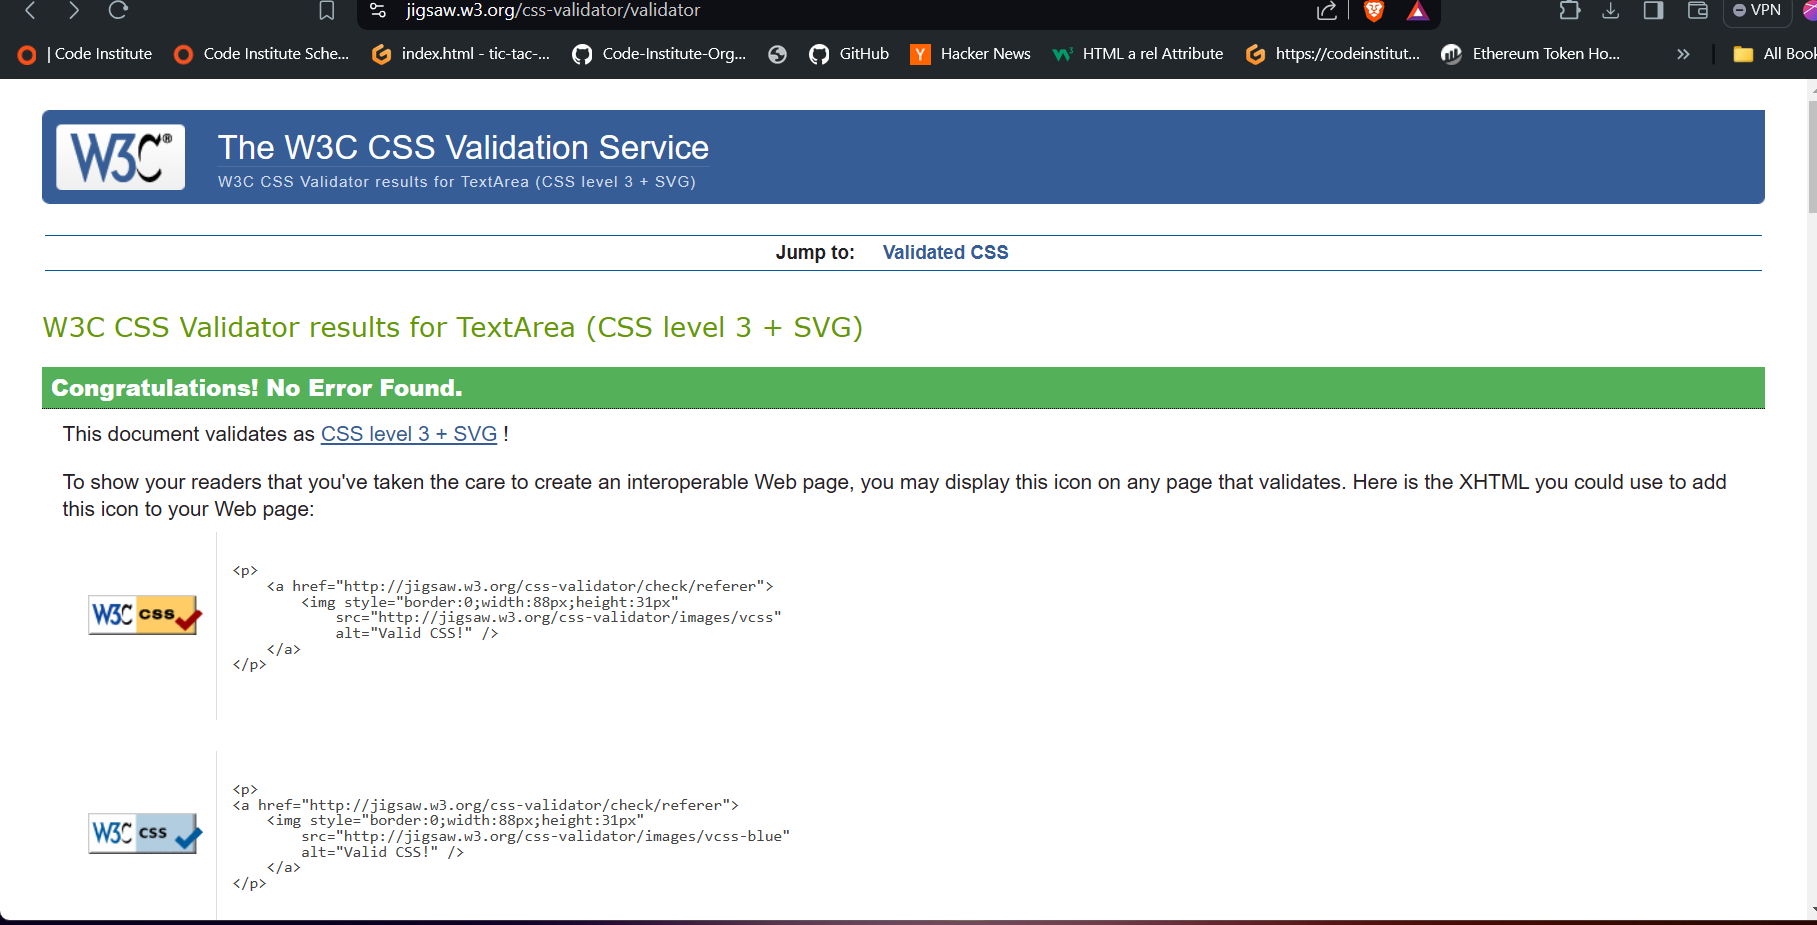 jigsaw.w3.org/css-validator/validator
VPN
| Code Institute
Code Institute Sche...
index.html - tic-tac-...
Code-Institute-Org...
GitHub
Y
Hacker News
W3
HTML a rel Attribute
https://codeinstitut...
Ethereum Token Ho...
»
All Book
W3C®
The W3C CSS Validation Service
W3C CSS Validator results for TextArea (CSS level 3 + SVG)
Jump to: Validated CSS
W3C CSS Validator results for TextArea (CSS level 3 + SVG)
Congratulations! No Error Found.
This document validates as CSS level 3 + SVG !
To show your readers that you've taken the care to create an interoperable Web page, you may display this icon on any page that validates. Here is the XHTML you could use to add
this icon to your Web page:
W3C css
<p>
    <a href="http://jigsaw.w3.org/css-validator/check/referer">
        <img style="border:0;width:88px;height:31px"
            src="http://jigsaw.w3.org/css-validator/images/vcss"
            alt="Valid CSS!" />
    </a>
</p>
W3C css
<p>
<a href="http://jigsaw.w3.org/css-validator/check/referer">
    <img style="border:0;width:88px;height:31px"
        src="http://jigsaw.w3.org/css-validator/images/vcss-blue"
        alt="Valid CSS!" />
    </a>
</p>